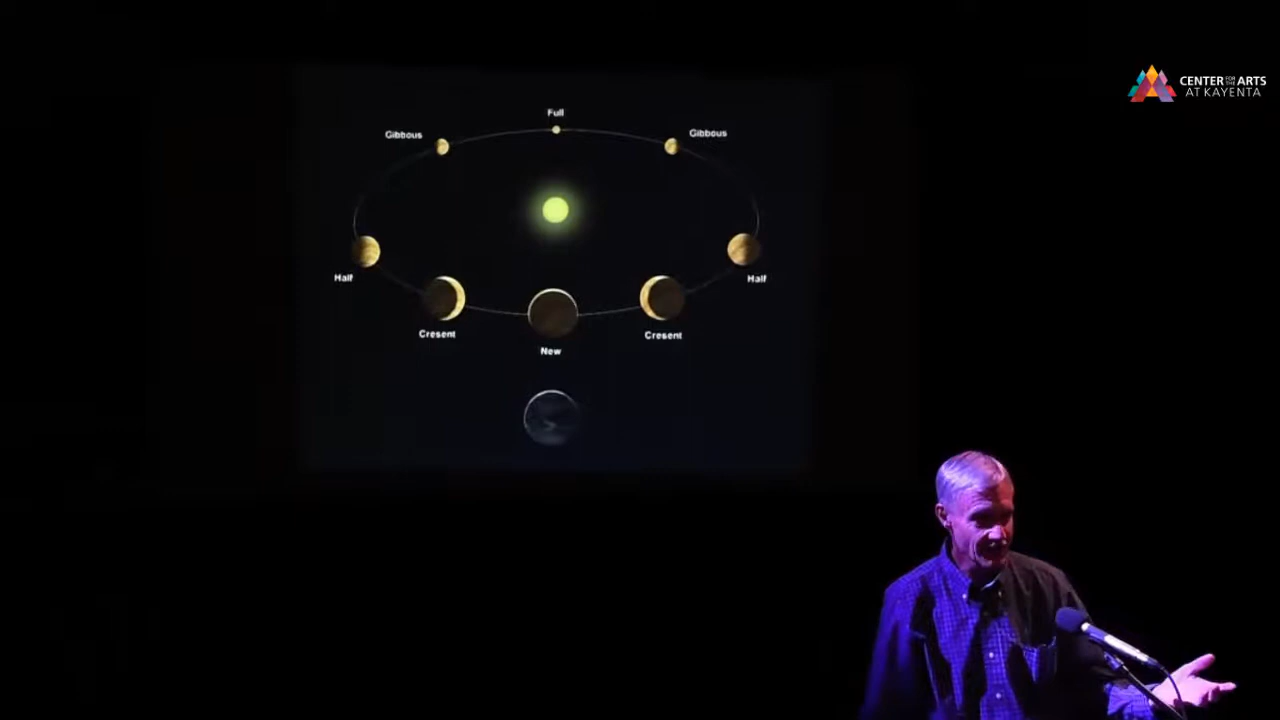 CENTER FOR THE ARTS
AT KAYENTA
Full
Gibbous
Gibbous
Half
Half
Cresent
Cresent
New